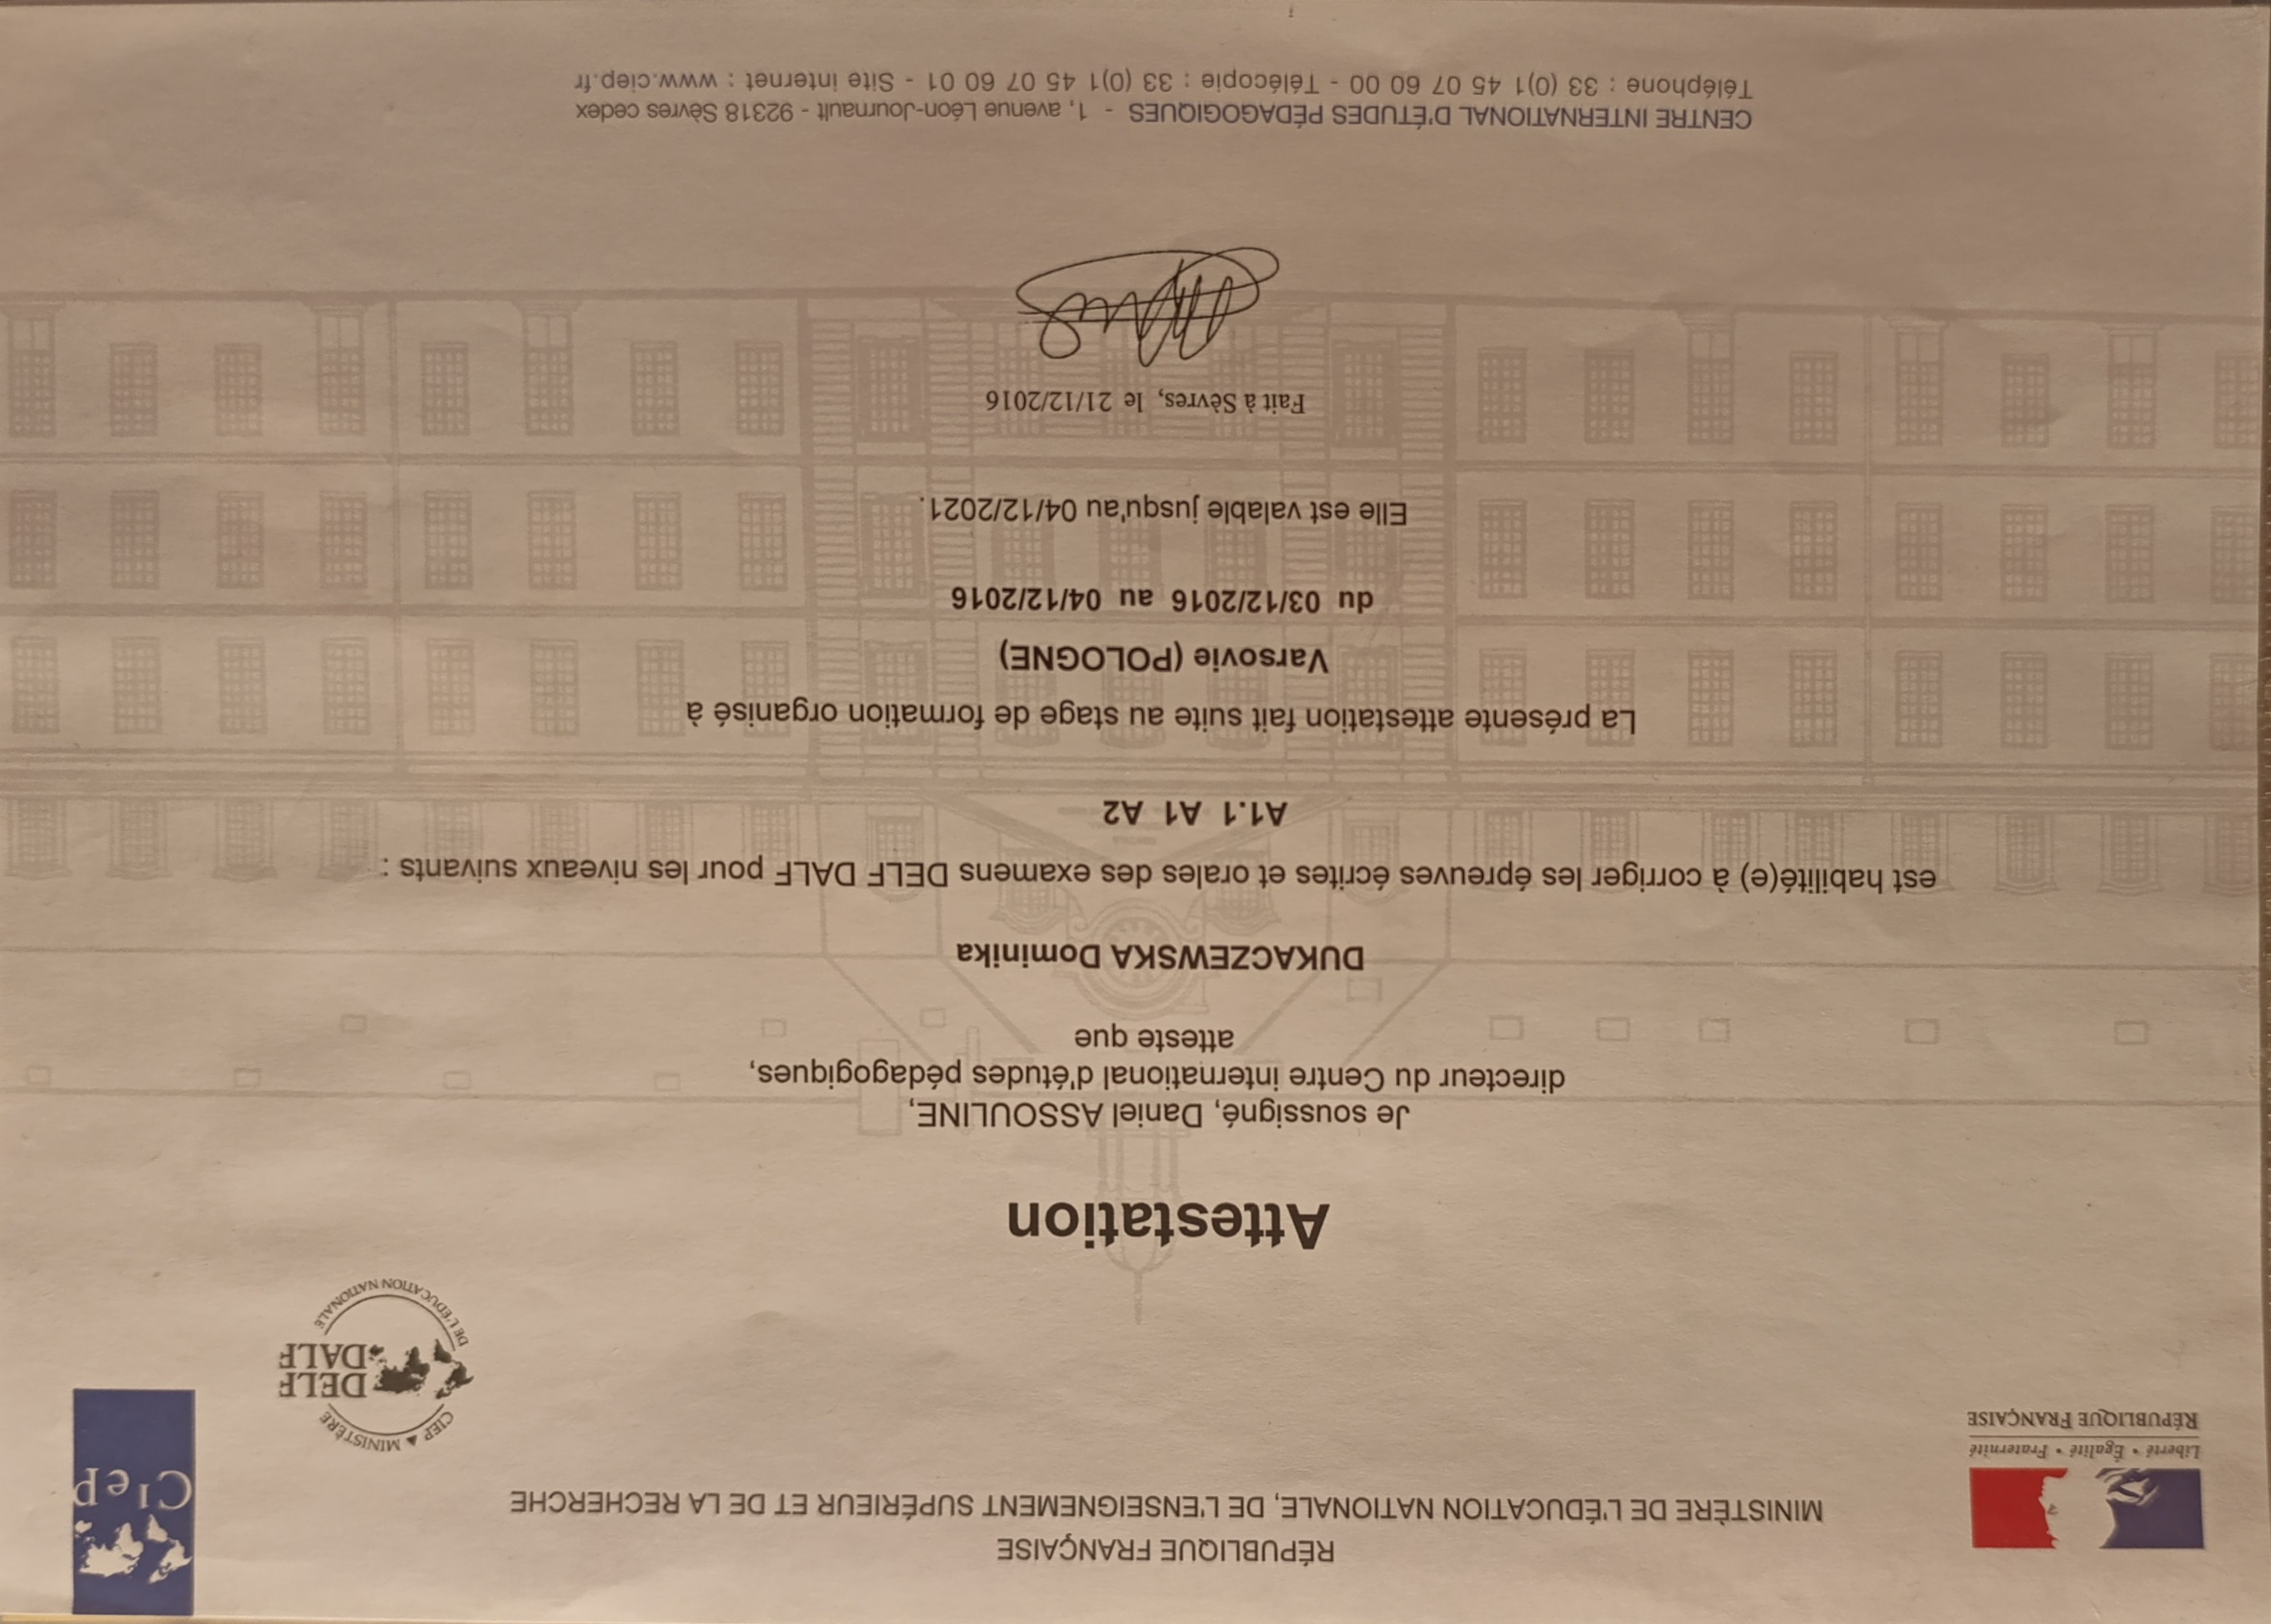 RÉPUBLIQUE FRANÇAISE
MINISTÈRE DE L'ÉDUCATION NATIONALE, DE L'ENSEIGNEMENT SUPÉRIEUR ET DE LA RECHERCHE
Liberté • Égalité • Fraternité
RÉPUBLIQUE FRANÇAISE
CIEP ▲ MINISTÈRE
DELF
DALF
DE L'ÉDUCATION NATIONALE
Ciep
Attestation
Je soussigné, Daniel ASSOULINE,
directeur du Centre international d'études pédagogiques,
atteste que
DUKACZEWSKA Dominika
est habilité(e) à corriger les épreuves écrites et orales des examens DELF DALF pour les niveaux suivants :
A1.1 A1 A2
La présente attestation fait suite au stage de formation organisé à
Varsovie (POLOGNE)
du 03/12/2016 au 04/12/2016
Elle est valable jusqu'au 04/12/2021.
Fait à Sèvres, le 21/12/2016
CENTRE INTERNATIONAL D'ÉTUDES PÉDAGOGIQUES - 1, avenue Léon-Journault - 92318 Sèvres cedex
Téléphone : 33 (0)1 45 07 60 00 - Télécopie : 33 (0)1 45 07 60 01 - Site internet : www.ciep.fr